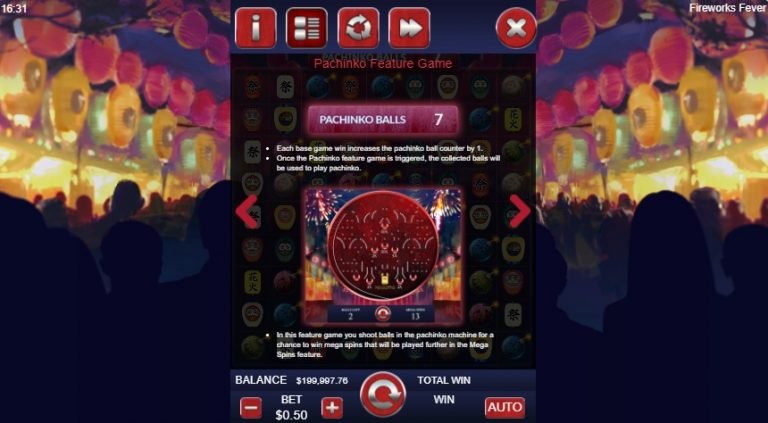 16:31
Fireworks Fever
Pachinko Feature Game
PACHINKO BALLS 7
• Each base game win increases the pachinko ball counter by 1.
• Once the Pachinko feature game is triggered, the collected balls will
be used to play pachinko.
BALLS LEFT
2
MEGA SPINS
13
• In this feature game you shoot balls in the pachinko machine for a
chance to win mega spins that will be played further in the Mega
Spins feature.
BALANCE $199,997.76 TOTAL WIN
BET
$0.50
WIN
AUTO